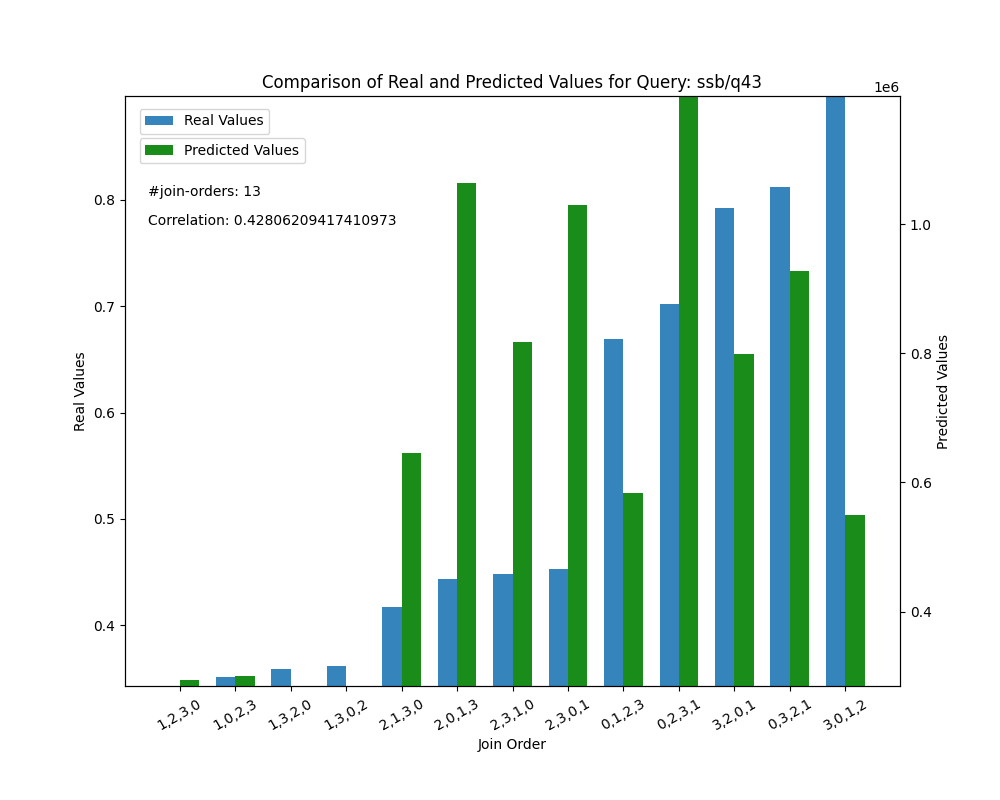 Comparison of Real and Predicted Values for Query: ssb/q43
1e6
Real Values
Predicted Values
#join-orders: 13
Correlation: 0.42806209417410973
0.8
0.7
0.6
0.5
0.4
Real Values
1.0
0.8
0.6
0.4
Predicted Values
1,2,3,0 1,0,2,3 1,3,2,0 1,3,0,2 2,1,3,0 2,0,1,3 2,3,1,0 2,3,0,1 0,1,2,3 0,2,3,1 3,2,0,1 0,3,2,1 3,0,1,2
Join Order